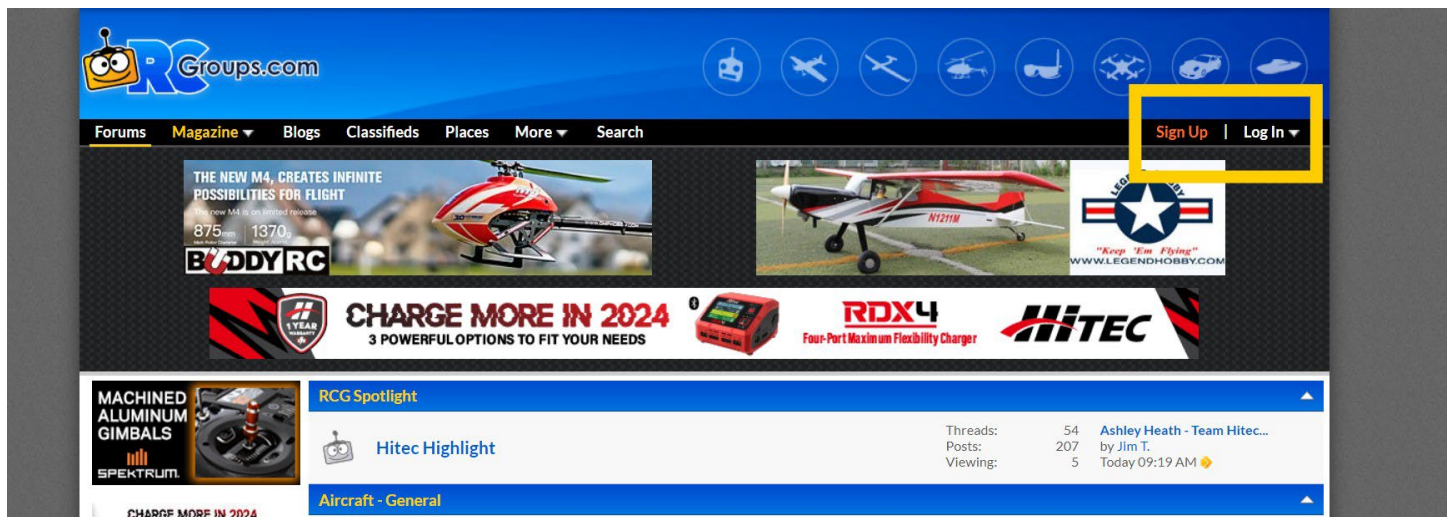 RCGroups.com
Forums Magazine Blogs Classifieds Places More Search Sign Up | Log In
THE NEW M4, CREATES INFINITE
POSSIBILITIES FOR FLIGHT
The new M4 is on limited release
875mm 1370g
BUDDY RC
N1211M
"Keep 'Em Flying"
WWW.LEGENDHOBBY.COM
1 YEAR
WARRANTY
CHARGE MORE IN 2024
3 POWERFUL OPTIONS TO FIT YOUR NEEDS
RDX4
Four-Port Maximum Flexibility Charger
HiTEC
MACHINED
ALUMINUM
GIMBALS
SPEKTRUM.
CHARGE MORE IN 2024
RCG Spotlight
Hitec Highlight
Threads: 54
Posts: 207
Viewing: 5
Ashley Heath - Team Hitec...
by Jim T.
Today 09:19 AM
Aircraft - General